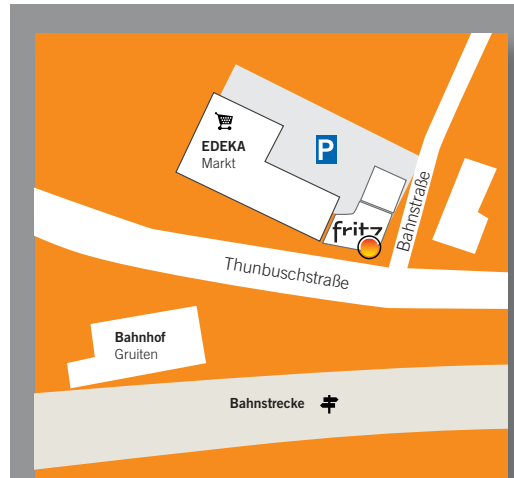 EDEKA
Markt
P
fritz
Bahnstraße
Thunbuschstraße
Bahnhof
Gruiten
Bahnstrecke